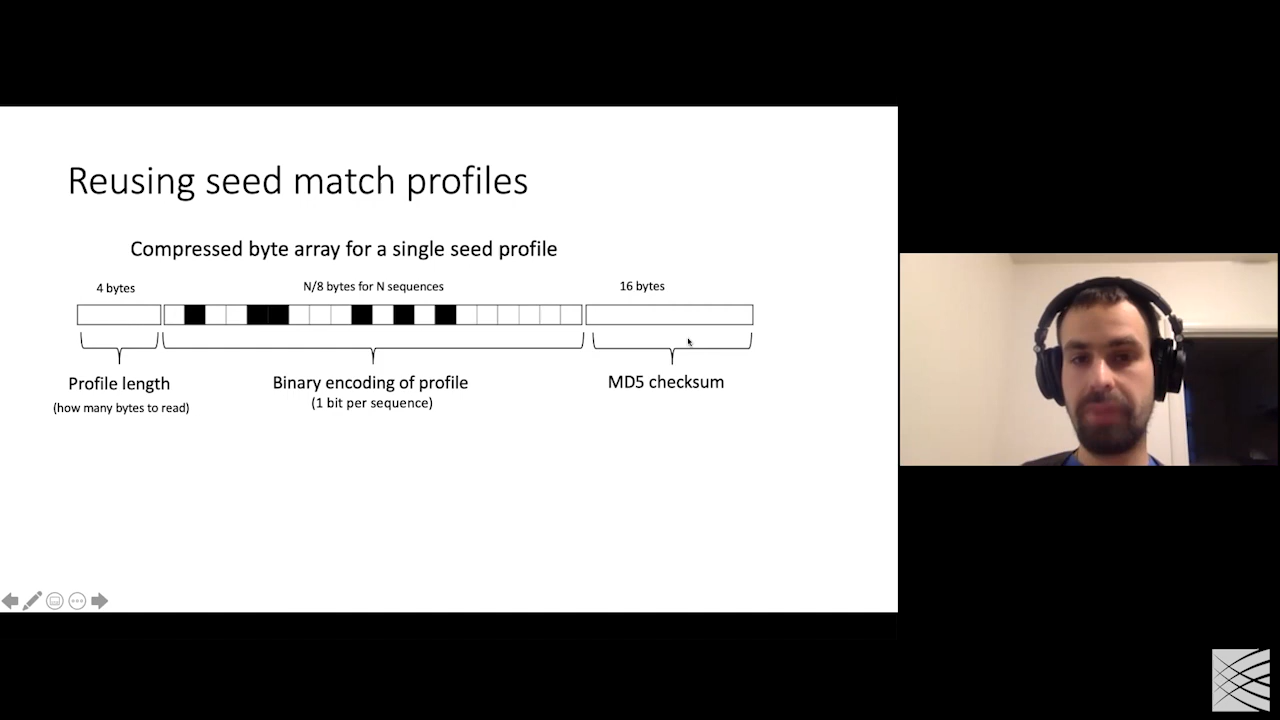 Reusing seed match profiles
Compressed byte array for a single seed profile
4 bytes
N/8 bytes for N sequences
16 bytes
Profile length
(how many bytes to read)
Binary encoding of profile
(1 bit per sequence)
MD5 checksum